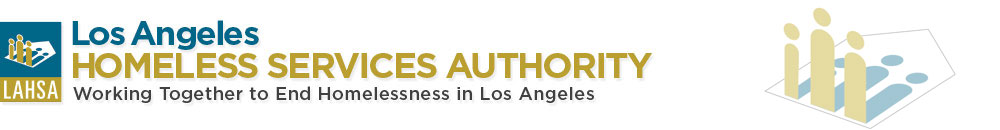 LAHSA
Los Angeles
HOMELESS SERVICES AUTHORITY
Working Together to End Homelessness in Los Angeles